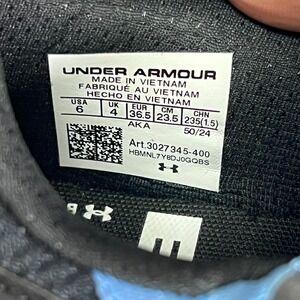 UNDER ARMOUR
MADE IN VIETNAM
FABRIQUÉ AU VIETNAM
HECHO EN VIETNAM
USA UK EUR CM CHN
6 4 36.5 23.5 235(1.5)
AKA 50/24
Art.3027345-400
HBMNL7Y8DJ0GQBS